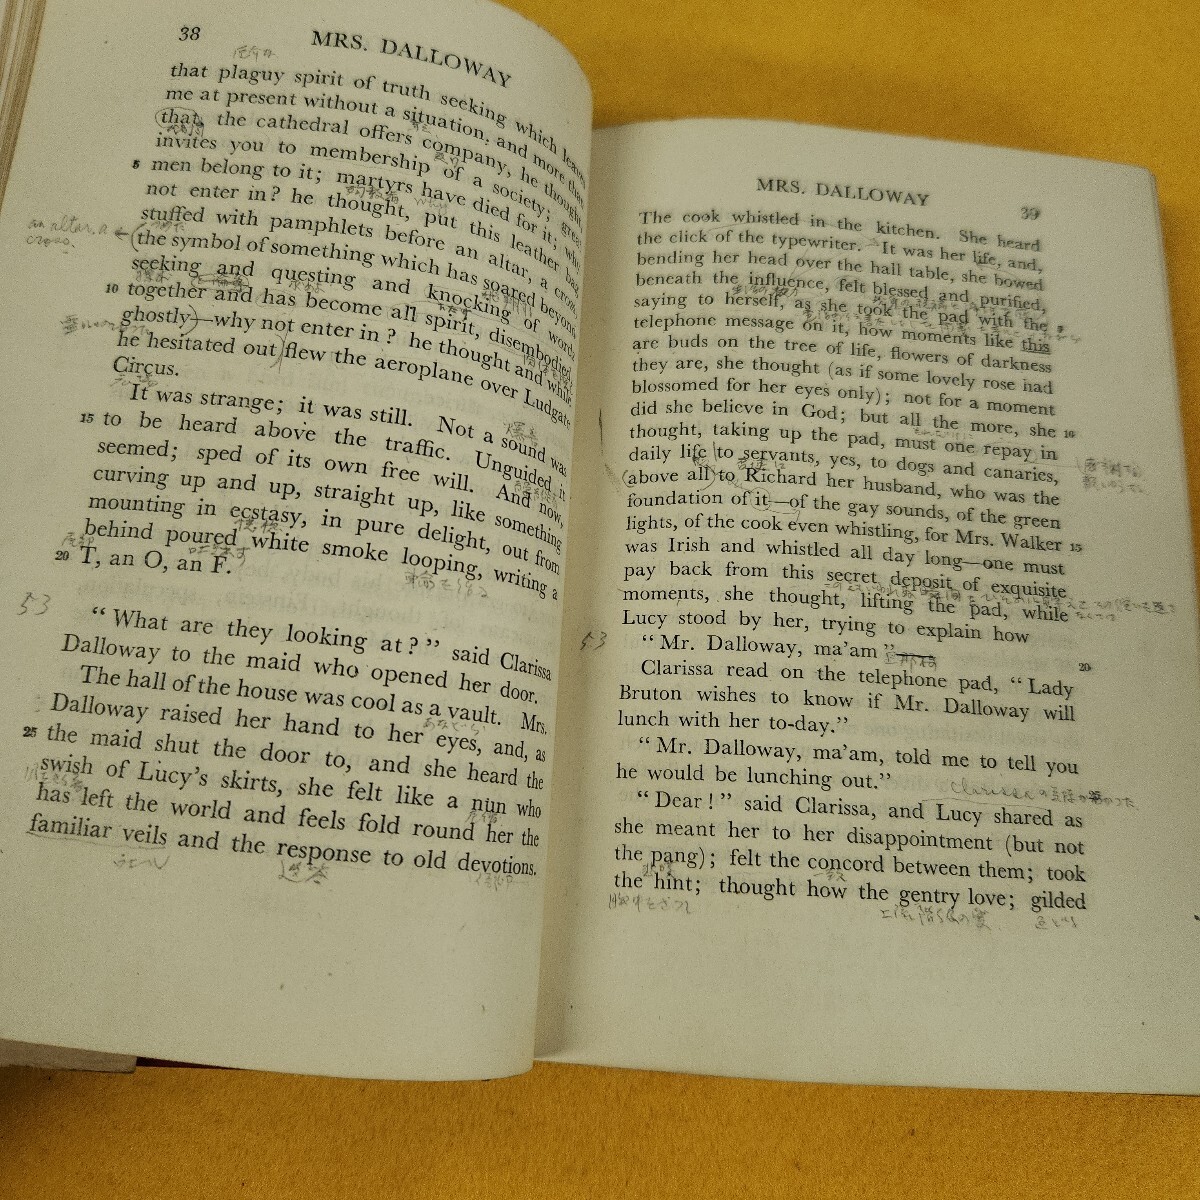 38
MRS. DALLOWAY
that plaguy spirit of truth seeking which leaves
me at present without a situation, and more than
that, the cathedral offers company, he thought,
invites you to membership of a society; great
5 men belong to it; martyrs have died for it; why
not enter in? he thought, put this leather bag
stuffed with pamphlets before an altar, a cross,
the symbol of something which has soared beyond
seeking and questing and knocking of words
10 together and has become all spirit, disembodied,
ghostly—why not enter in? he thought and while
he hesitated out flew the aeroplane over Ludgate
Circus.
It was strange; it was still. Not a sound was
15 to be heard above the traffic. Unguided it
seemed; sped of its own free will. And now,
curving up and up, straight up, like something
mounting in ecstasy, in pure delight, out from
behind poured white smoke looping, writing a
20 T, an O, an F.
53
“What are they looking at?” said Clarissa
Dalloway to the maid who opened her door.
The hall of the house was cool as a vault. Mrs.
Dalloway raised her hand to her eyes, and, as
25 the maid shut the door to, and she heard the
swish of Lucy's skirts, she felt like a nun who
has left the world and feels fold round her the
familiar veils and the response to old devotions.
an altar, a
cross.
MRS. DALLOWAY
39
The cook whistled in the kitchen. She heard
the click of the typewriter. It was her life, and,
bending her head over the hall table, she bowed
beneath the influence, felt blessed and purified,
saying to herself, as she took the pad with the 5
telephone message on it, how moments like this
are buds on the tree of life, flowers of darkness
they are, she thought (as if some lovely rose had
blossomed for her eyes only); not for a moment
did she believe in God; but all the more, she 10
thought, taking up the pad, must one repay in
daily life to servants, yes, to dogs and canaries,
above all to Richard her husband, who was the
foundation of it—of the gay sounds, of the green
lights, of the cook even whistling, for Mrs. Walker 15
was Irish and whistled all day long—one must
pay back from this secret deposit of exquisite
moments, she thought, lifting the pad, while
Lucy stood by her, trying to explain how
53
“Mr. Dalloway, ma'am”—— 20
Clarissa read on the telephone pad, “Lady
Bruton wishes to know if Mr. Dalloway will
lunch with her to-day.”
“Mr. Dalloway, ma'am, told me to tell you
he would be lunching out.”
“Dear!” said Clarissa, and Lucy shared as
she meant her to her disappointment (but not
the pang); felt the concord between them; took
the hint; thought how the gentry love; gilded